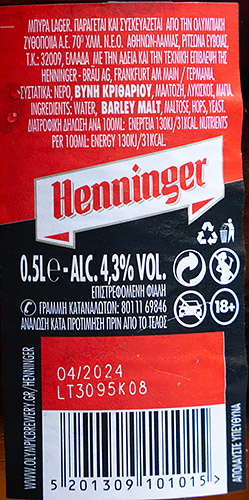 ΜΠΥΡΑ LAGER. ΠΑΡΑΓΕΤΑΙ ΚΑΙ ΣΥΣΚΕΥΑΖΕΤΑΙ ΑΠΟ ΤΗΝ ΟΛΥΜΠΙΑΚΗ
ΖΥΘΟΠΟΙΙΑ Α.Ε. 70º ΧΛΜ. Ν.Ε.Ο. ΑΘΗΝΩΝ-ΛΑΜΙΑΣ, ΡΙΤΣΩΝΑ ΕΥΒΟΙΑΣ,
Τ.Κ.: 32009, ΕΛΛΑΔΑ, ΜΕ ΤΗΝ ΑΔΕΙΑ ΚΑΙ ΤΗΝ ΤΕΧΝΙΚΗ ΕΠΙΒΛΕΨΗ ΤΗΣ
HENNINGER - BRÄU AG, FRANKFURT AM MAIN / ΓΕΡΜΑΝΙΑ.
ΣΥΣΤΑΤΙΚΑ: ΝΕΡΟ, ΒΥΝΗ ΚΡΙΘΑΡΙΟΥ, ΜΑΛΤΟΖΗ, ΛΥΚΙΣΚΟΣ, ΜΑΓΙΑ.
INGREDIENTS: WATER, BARLEY MALT, MALTOSE, HOPS, YEAST.
ΔΙΑΤΡΟΦΙΚΗ ΔΗΛΩΣΗ ΑΝΑ 100ML: ΕΝΕΡΓΕΙΑ 130KJ/31KCAL. NUTRIENTS
PER 100ML: ENERGY 130KJ/31KCAL.
Henninger
0.5L℮ - ALC. 4,3% VOL.
ΕΠΙΣΤΡΕΦΟΜΕΝΗ ΦΙΑΛΗ
ΓΡΑΜΜΗ ΚΑΤΑΝΑΛΩΤΩΝ: 80111 69846
ΑΝΑΛΩΣΗ ΚΑΤΑ ΠΡΟΤΙΜΗΣΗ ΠΡΙΝ ΑΠΟ ΤΟ ΤΕΛΟΣ
18+
04/2024
LT3095K08
WWW.OLYMPICBREWERY.GR/HENNINGER
5 201309 101015 >
ΑΠΟΛΑΥΣΤΕ ΥΠΕΥΘΥΝΑ